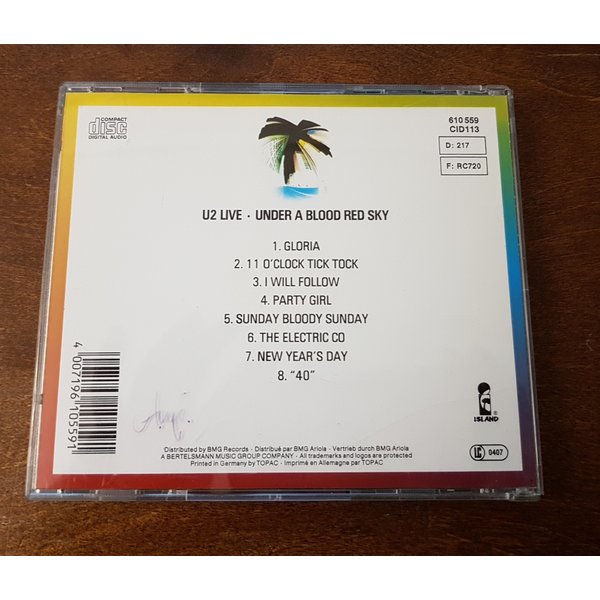 COMPACT
disc
DIGITAL AUDIO
610 559
CID113
D: 217
F: RC720
U2 LIVE · UNDER A BLOOD RED SKY
1. GLORIA
2. 11 O'CLOCK TICK TOCK
3. I WILL FOLLOW
4. PARTY GIRL
5. SUNDAY BLOODY SUNDAY
6. THE ELECTRIC CO
7. NEW YEAR'S DAY
8. "40"
4 007196 105591
ISLAND ®
LC 0407
Distributed by BMG Records · Distribué par BMG Ariola · Vertrieb durch BMG Ariola
A BERTELSMANN MUSIC GROUP COMPANY · All trademarks and logos are protected
Printed in Germany by TOPAC · Imprimé en Allemagne par TOPAC